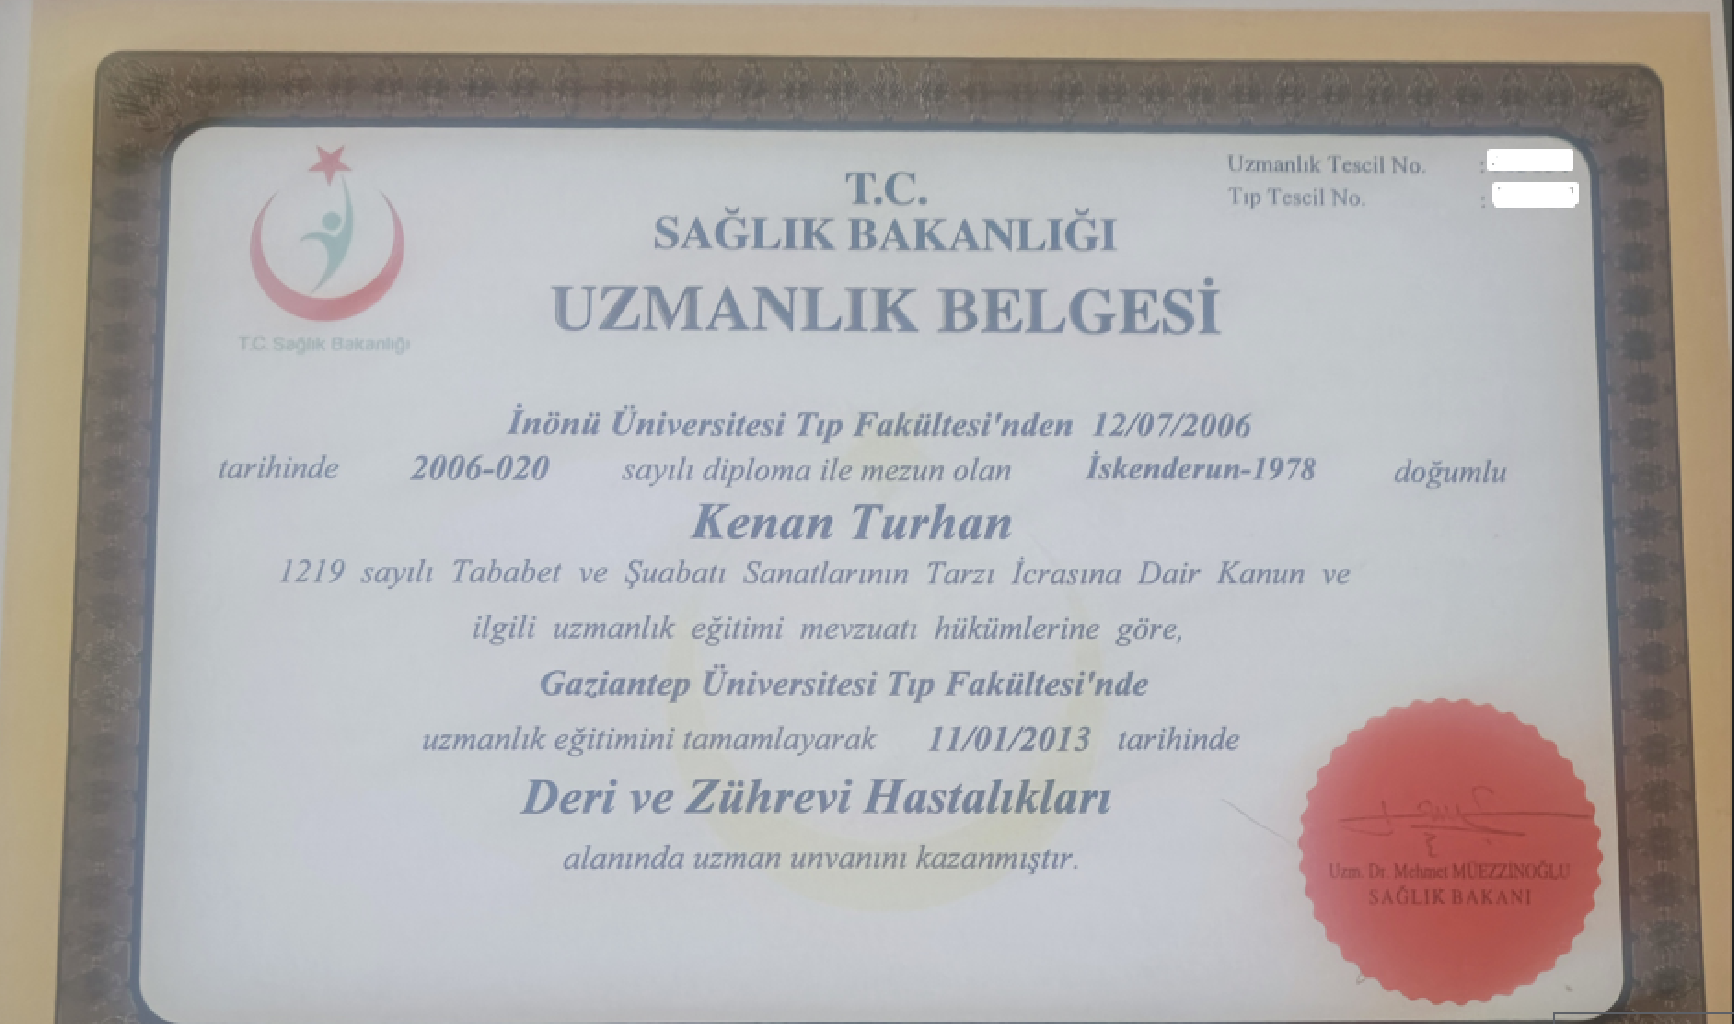 T.C.
SAĞLIK BAKANLIĞI
UZMANLIK BELGESİ
Uzmanlık Tescil No. :
Tıp Tescil No. :
T.C. Sağlık Bakanlığı
İnönü Üniversitesi Tıp Fakültesi'nden 12/07/2006
tarihinde 2006-020 sayılı diploma ile mezun olan İskenderun-1978 doğumlu
Kenan Turhan
1219 sayılı Tababet ve Şuabatı Sanatlarının Tarzı İcrasına Dair Kanun ve
ilgili uzmanlık eğitimi mevzuatı hükümlerine göre,
Gaziantep Üniversitesi Tıp Fakültesi'nde
uzmanlık eğitimini tamamlayarak 11/01/2013 tarihinde
Deri ve Zührevi Hastalıkları
alanında uzman unvanını kazanmıştır.
Uzm. Dr. Mehmet MÜEZZİNOĞLU
SAĞLIK BAKANI